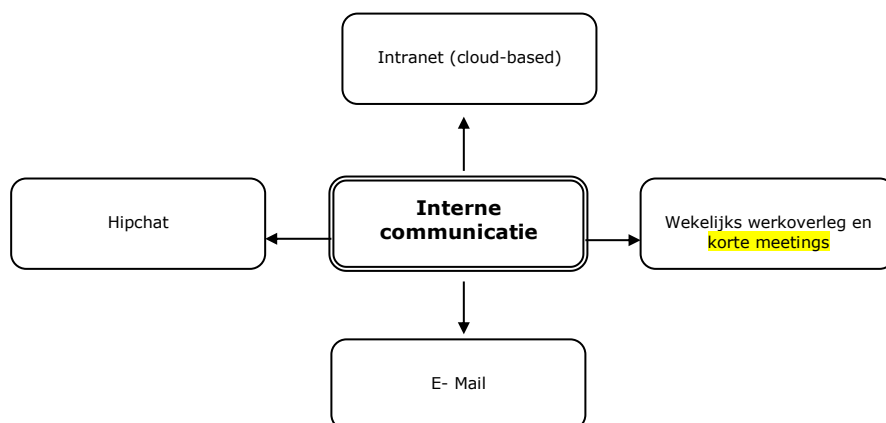 Intranet (cloud-based)
Hipchat
Interne
communicatie
Wekelijks werkoverleg en
korte meetings
E- Mail